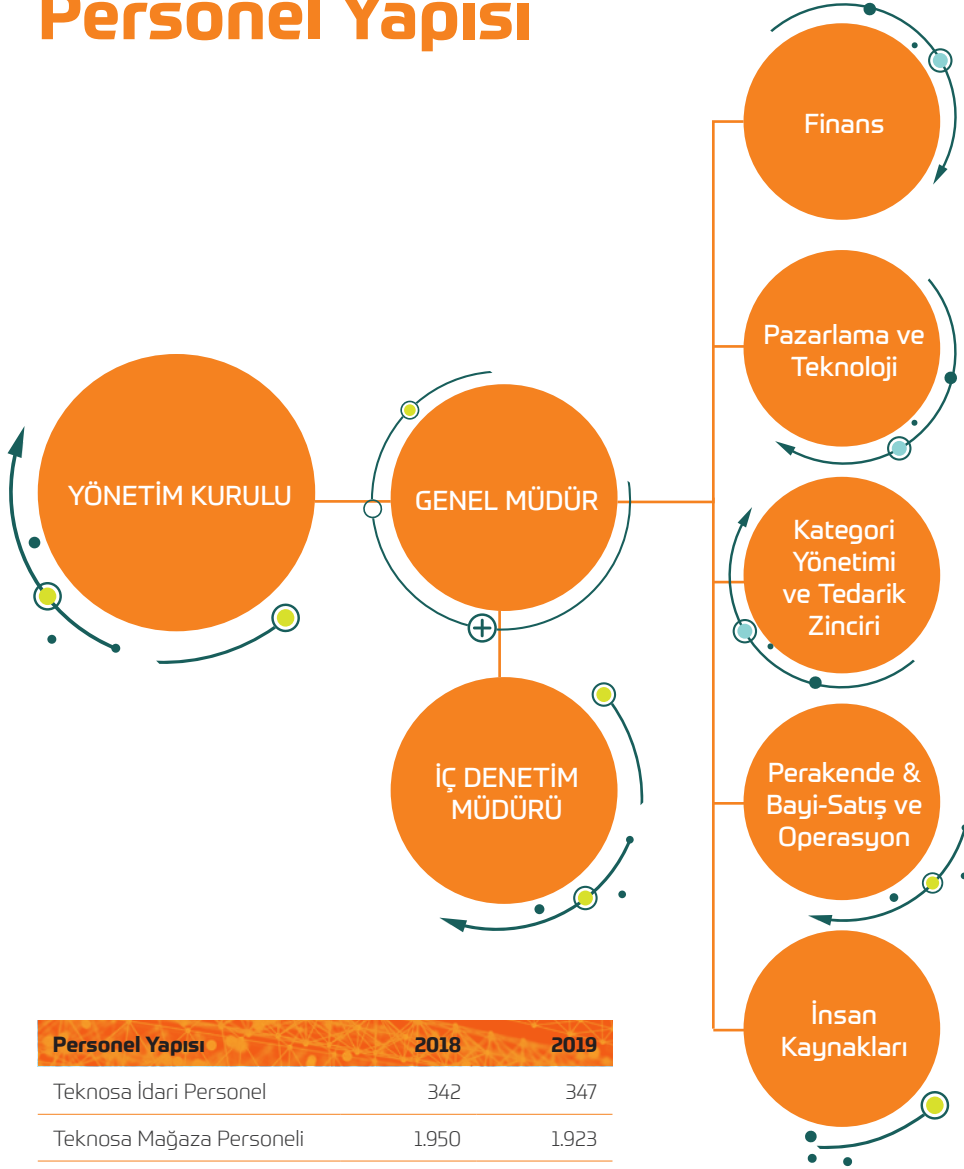 Personel Yapısı
Finans
Pazarlama ve
Teknoloji
YÖNETİM KURULU
GENEL MÜDÜR
Kategori
Yönetimi
ve Tedarik
Zinciri
İÇ DENETİM
MÜDÜRÜ
Perakende &
Bayi-Satış ve
Operasyon
İnsan
Kaynakları
Personel Yapısı 2018 2019
Teknosa İdari Personel 342 347
Teknosa Mağaza Personeli 1.950 1.923